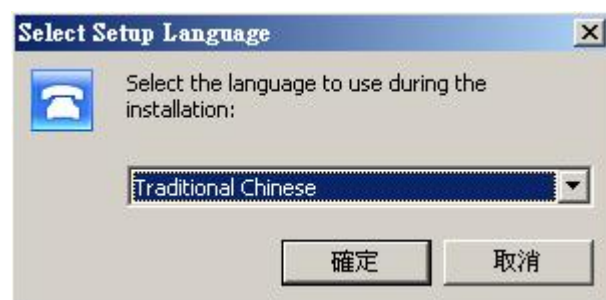 Select Setup Language
Select the language to use during the
installation:
Traditional Chinese
確定
取消